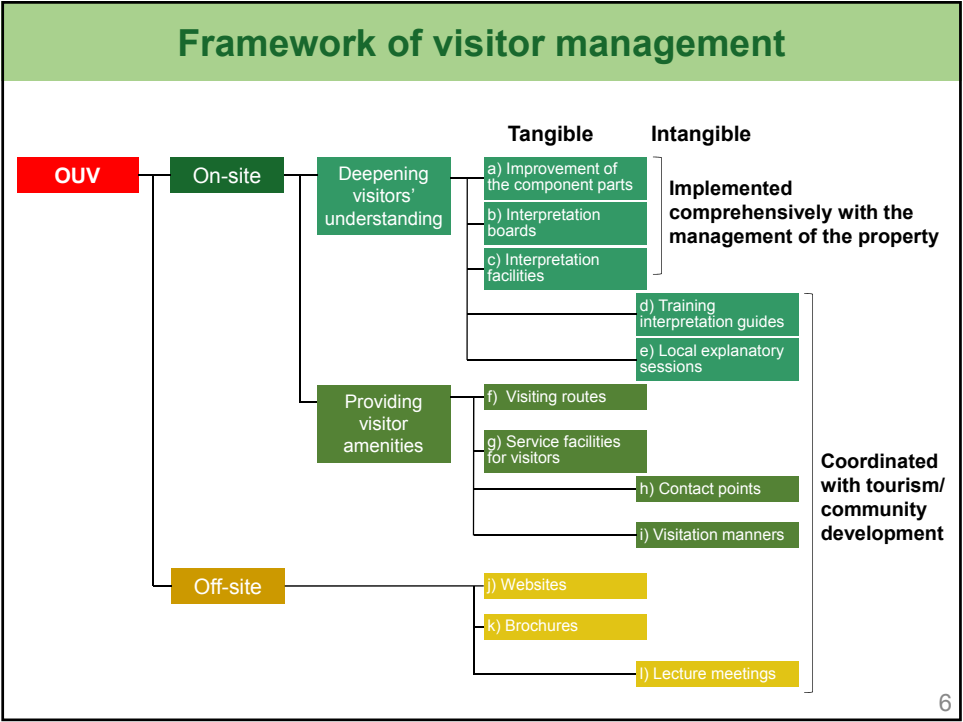 Framework of visitor management
Tangible
Intangible
OUV
On-site
Deepening
visitors'
understanding
a) Improvement of
the component parts
b) Interpretation
boards
c) Interpretation
facilities
Implemented
comprehensively with the
management of the property
d) Training
interpretation guides
e) Local explanatory
sessions
Providing
visitor
amenities
f)  Visiting routes
g) Service facilities
for visitors
h) Contact points
i) Visitation manners
Coordinated
with tourism/
community
development
Off-site
j) Websites
k) Brochures
l) Lecture meetings
6